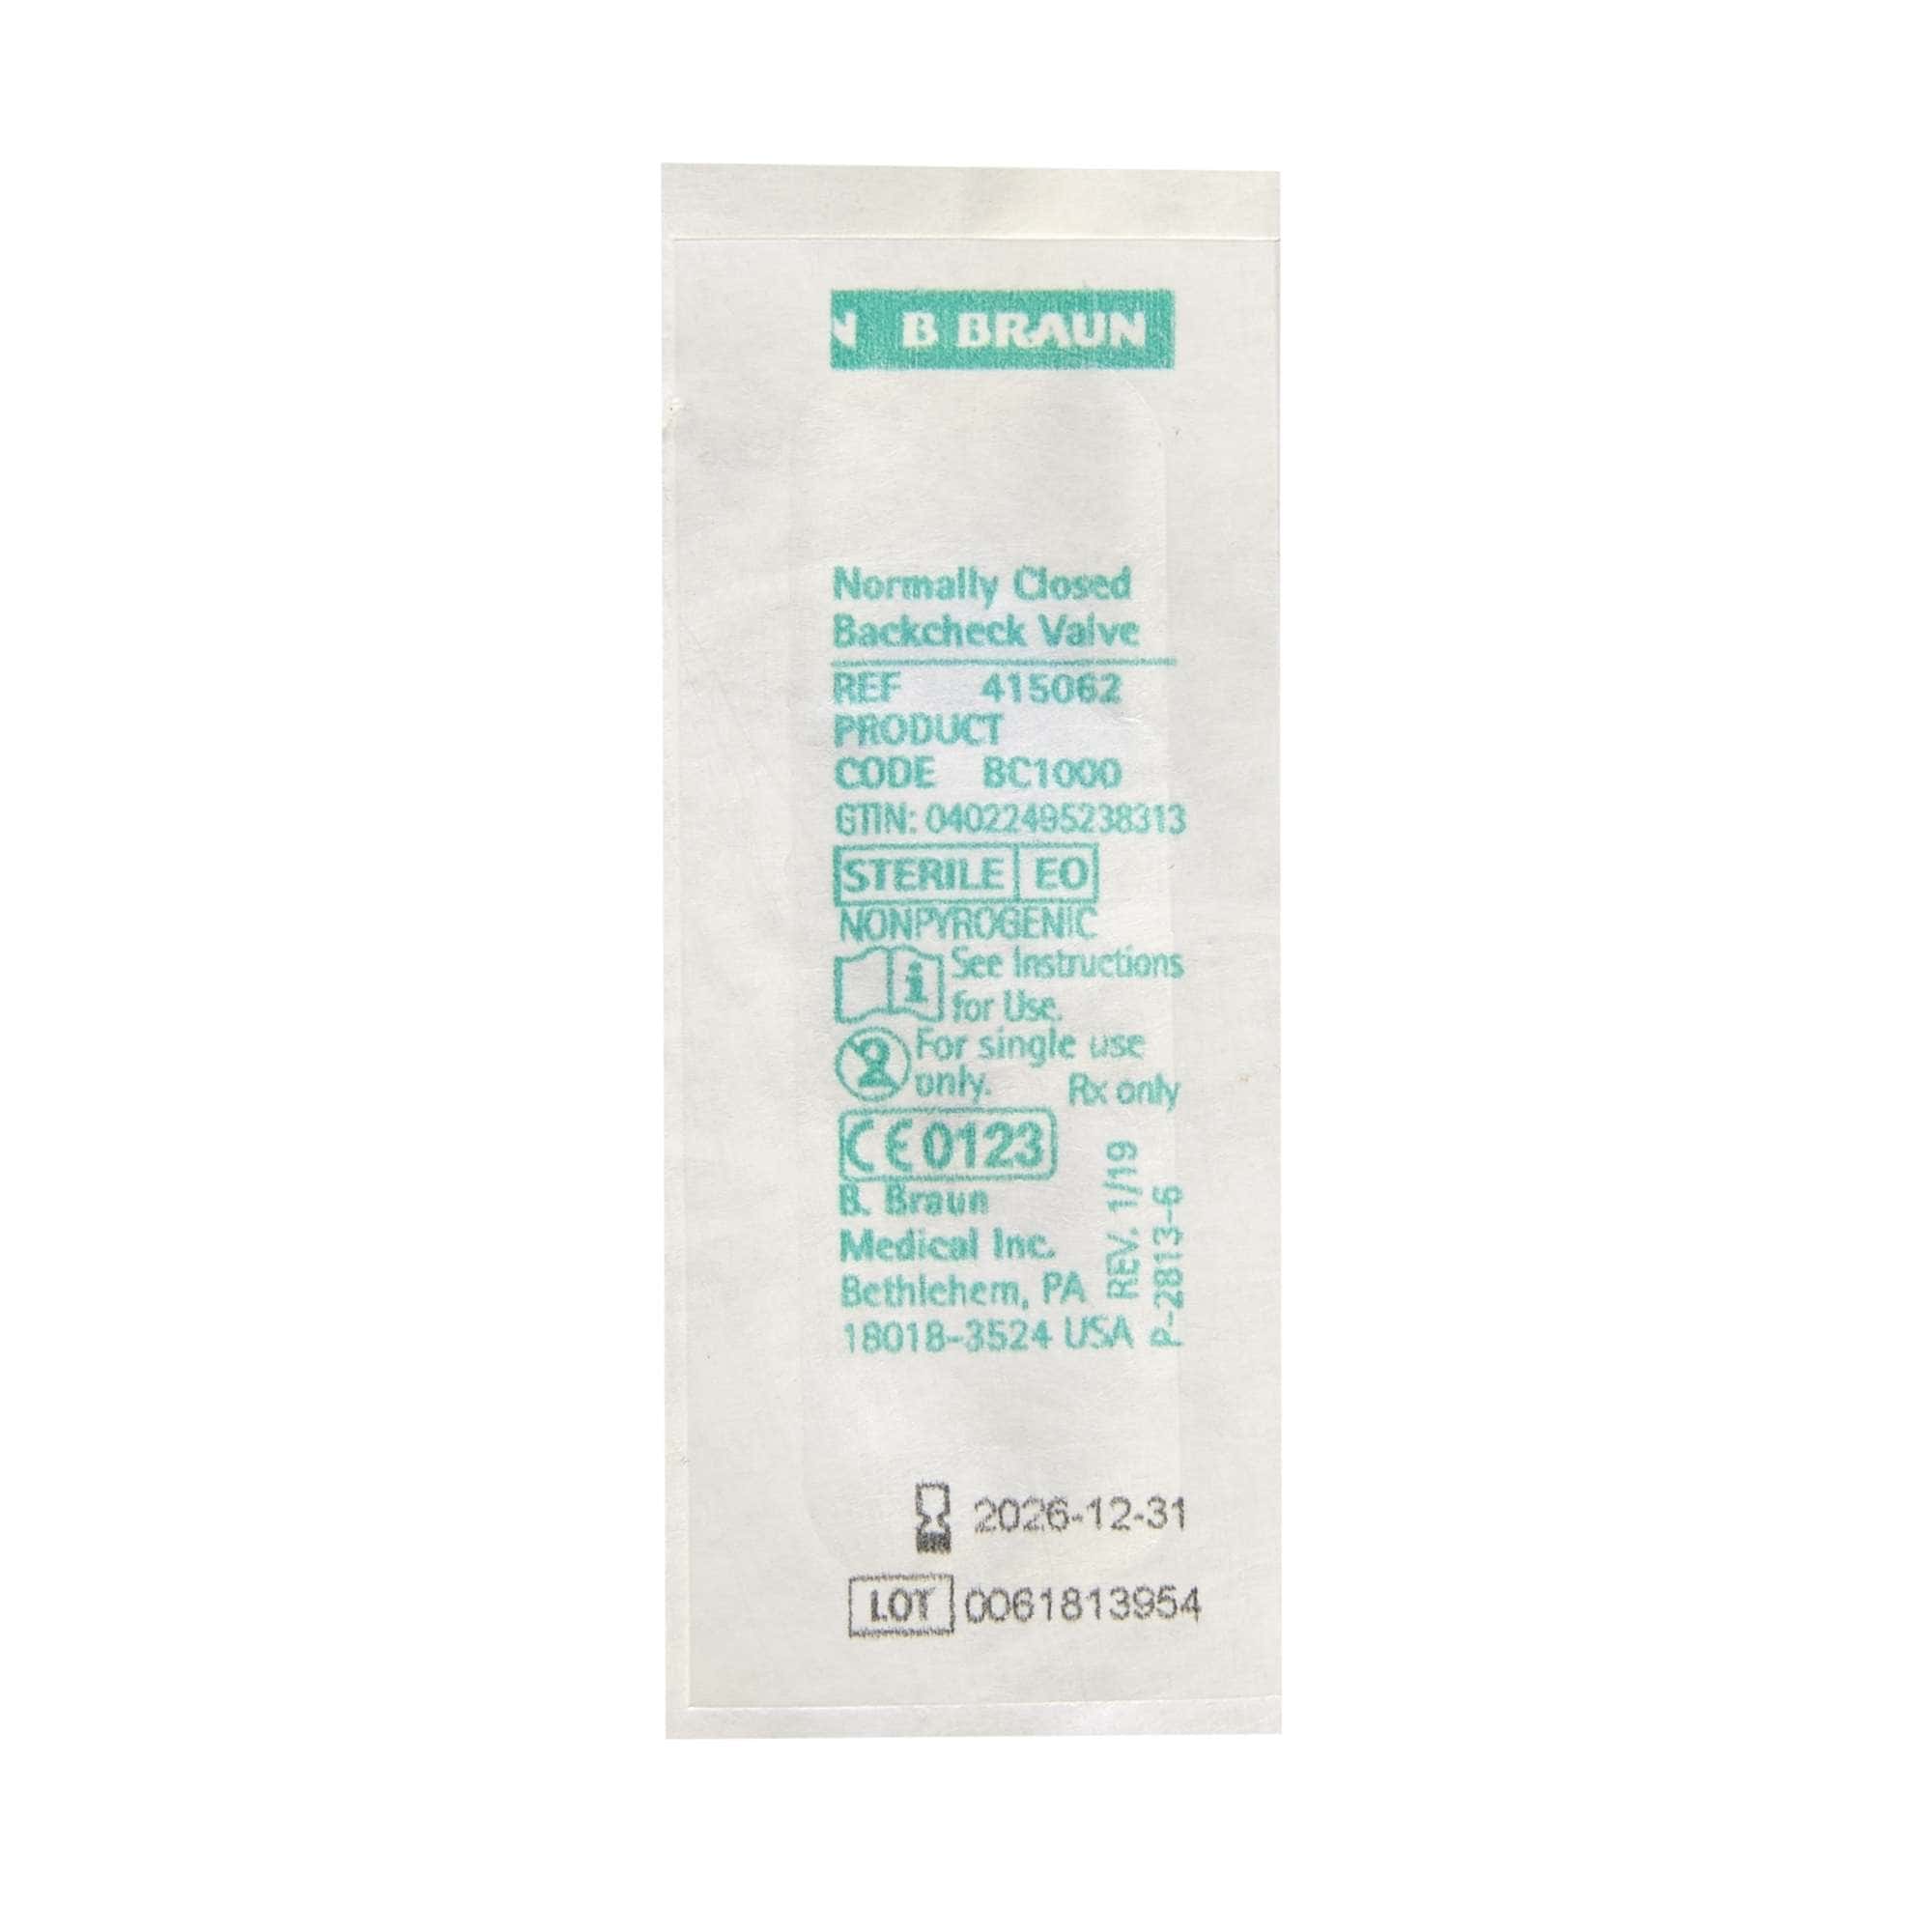 N B BRAUN
Normally Closed
Backcheck Valve
REF 415062
PRODUCT
CODE BC1000
GTIN: 04022495238313
STERILE EO
NONPYROGENIC
i See Instructions
for Use.
2 For single use
only. Rx only
CE 0123
B. Braun
Medical Inc.
Bethlehem, PA
18018-3524 USA
REV. 1/19
P-2813-6
2026-12-31
LOT 0061813954